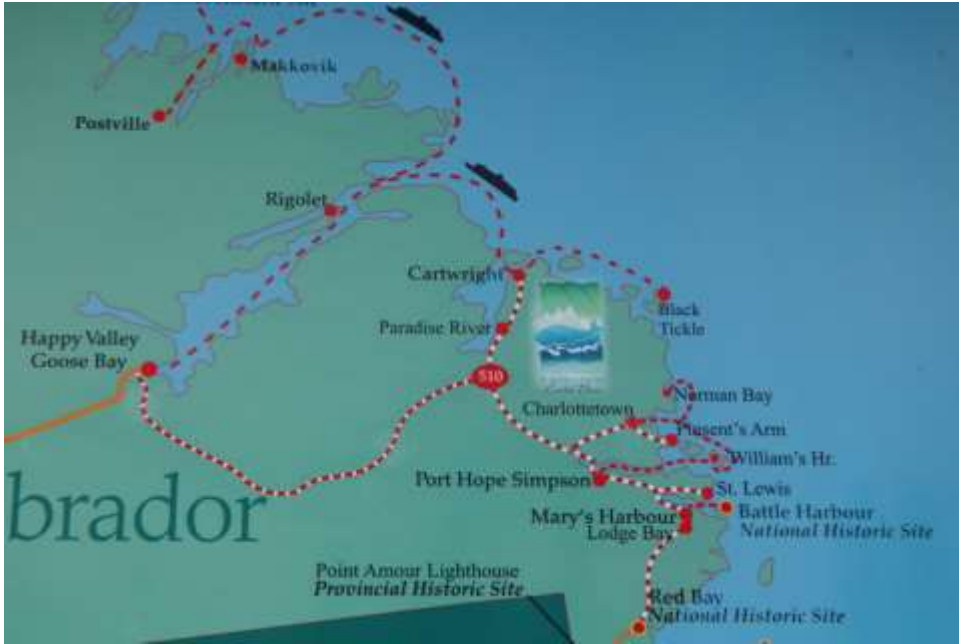 Makkovik
Postville
Rigolet
Cartwright
Black
Tickle
Paradise River
Happy Valley
Goose Bay
510
Norman Bay
Charlottetown
Pinsent's Arm
William's Hr.
Port Hope Simpson
St. Lewis
brador
Battle Harbour
National Historic Site
Mary's Harbour
Lodge Bay
Point Amour Lighthouse
Provincial Historic Site
Red Bay
National Historic Site